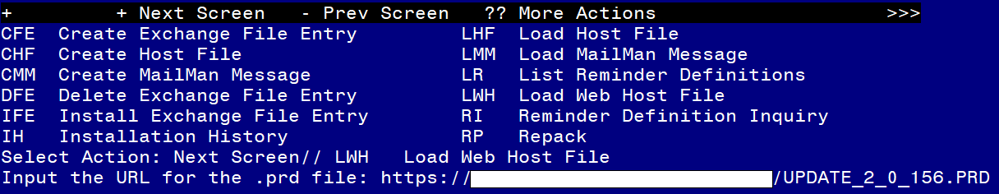 +         + Next Screen   - Prev Screen   ?? More Actions                    >>>
CFE  Create Exchange File Entry         LHF  Load Host File
CHF  Create Host File                   LMM  Load MailMan Message
CMM  Create MailMan Message             LR   List Reminder Definitions
DFE  Delete Exchange File Entry         LWH  Load Web Host File
IFE  Install Exchange File Entry        RI   Reminder Definition Inquiry
IH   Installation History               RP   Repack
Select Action: Next Screen// LWH   Load Web Host File
Input the URL for the .prd file: https:// /UPDATE_2_0_156.PRD